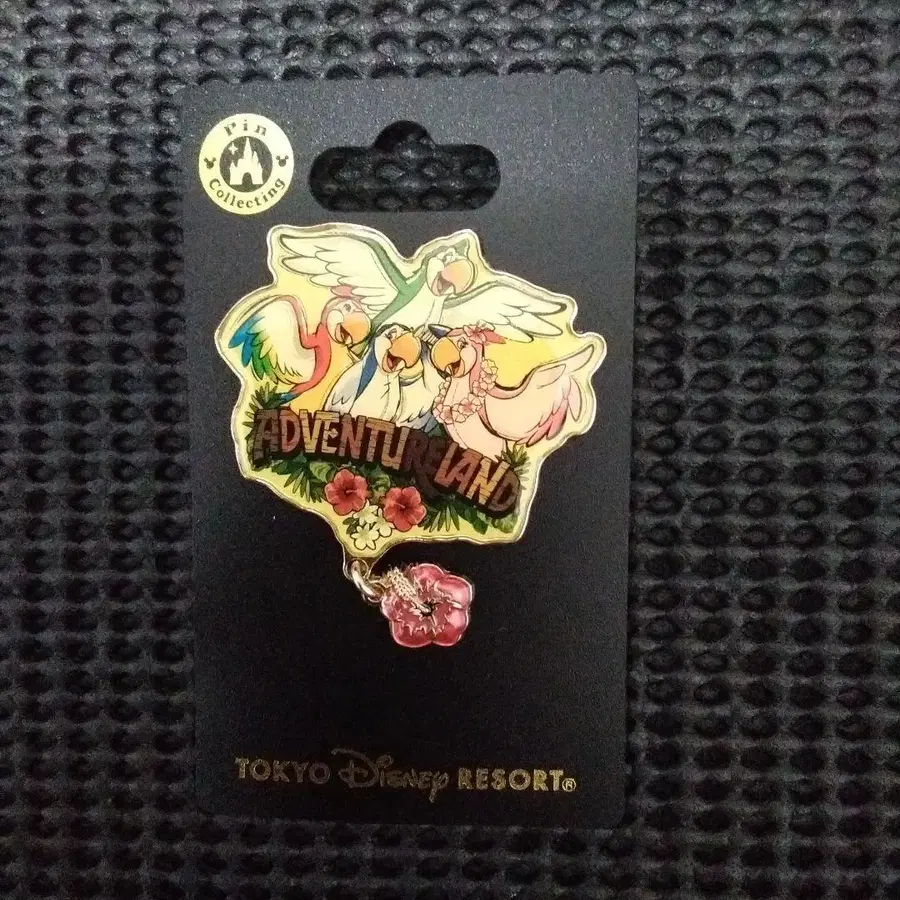 Pin
Collecting
ADVENTURELAND
TOKYO Disney RESORT®